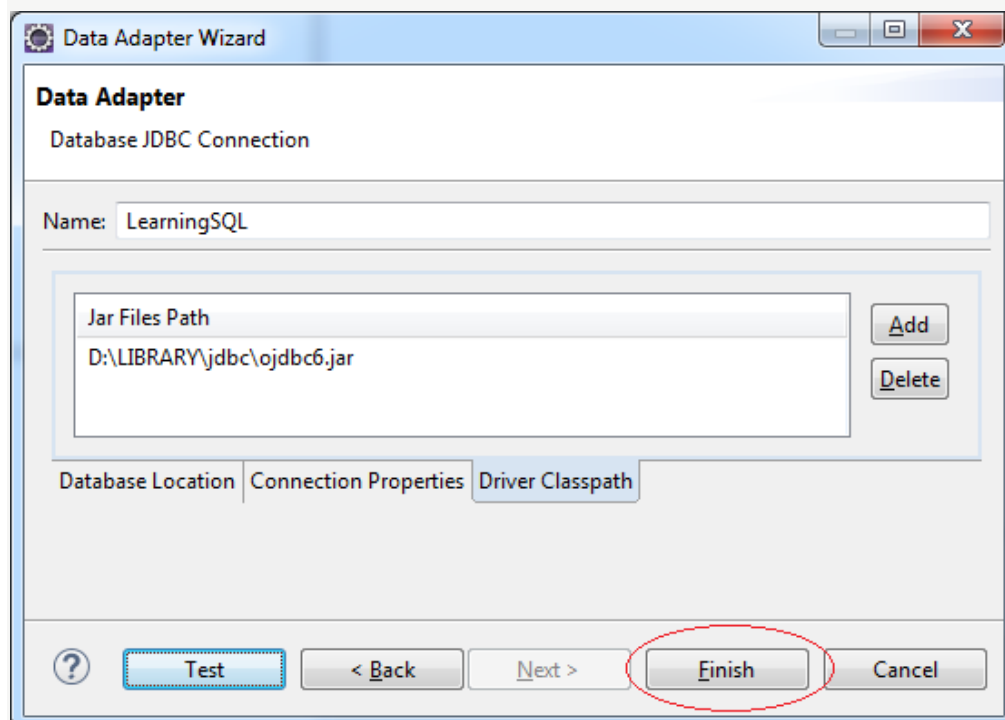 Data Adapter Wizard
Data Adapter
Database JDBC Connection
Name: LearningSQL
Jar Files Path
D:\LIBRARY\jdbc\ojdbc6.jar
Add
Delete
Database Location Connection Properties Driver Classpath
? Test < Back Next > Finish Cancel